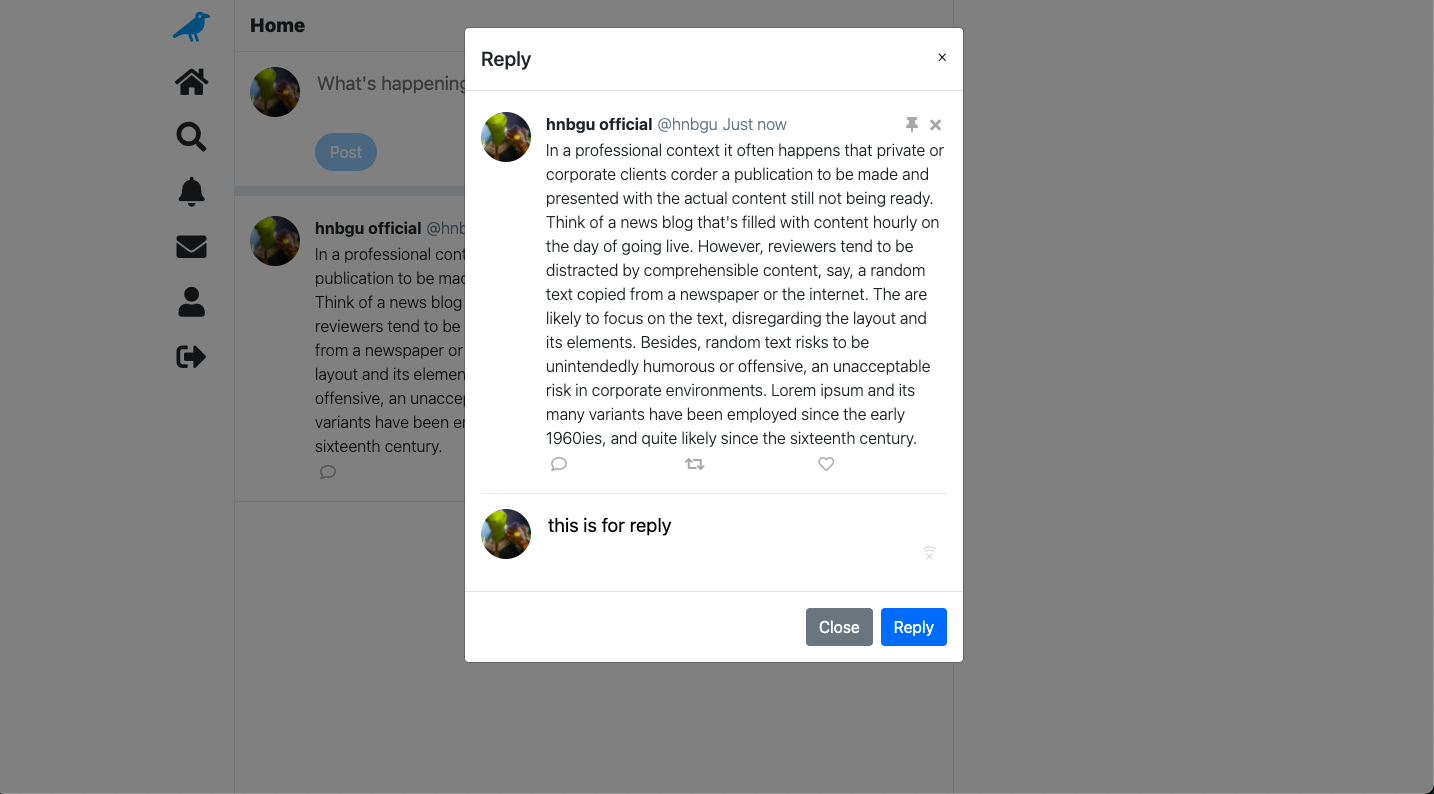 Home
What's happening
Post
hnbgu official @hnb
In a professional cont
publication to be mad
Think of a news blog
reviewers tend to be
from a newspaper or
layout and its elemen
offensive, an unaccep
variants have been er
sixteenth century.
Reply
×
hnbgu official @hnbgu Just now
In a professional context it often happens that private or
corporate clients corder a publication to be made and
presented with the actual content still not being ready.
Think of a news blog that's filled with content hourly on
the day of going live. However, reviewers tend to be
distracted by comprehensible content, say, a random
text copied from a newspaper or the internet. The are
likely to focus on the text, disregarding the layout and
its elements. Besides, random text risks to be
unintendedly humorous or offensive, an unacceptable
risk in corporate environments. Lorem ipsum and its
many variants have been employed since the early
1960ies, and quite likely since the sixteenth century.
this is for reply
Close Reply